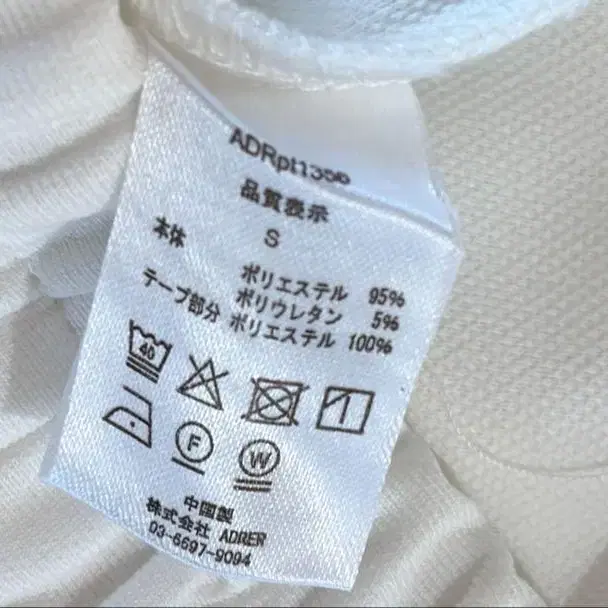 ADRpt1356
品質表示
S
本体 ポリエステル 95%
ポリウレタン 5%
テープ部分 ポリエステル 100%
40
F
W
中国製
株式会社 ADRER
03-6697-9094